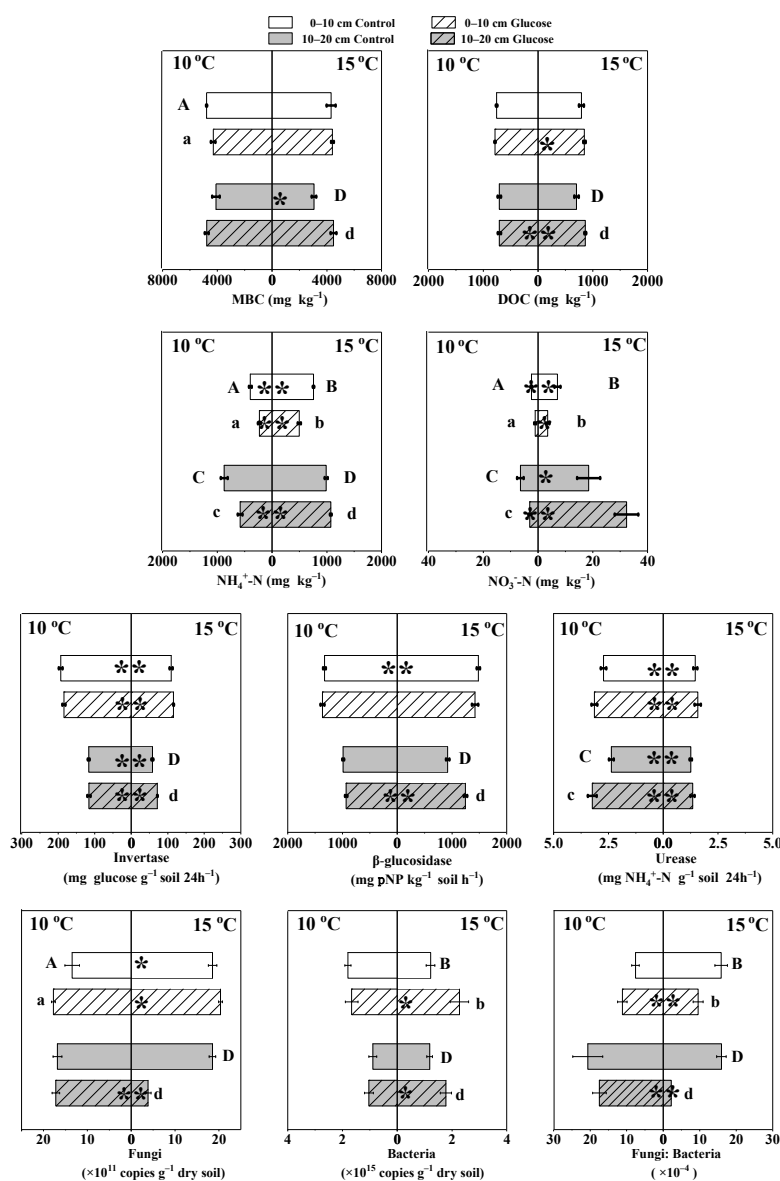 0–10 cm Control 0–10 cm Glucose
10–20 cm Control 10–20 cm Glucose
10 °C 15 °C 10 °C 15 °C
A
a
D D
d d
8000 4000 0 4000 8000 2000 1000 0 1000 2000
MBC (mg kg⁻¹) DOC (mg kg⁻¹)
10 °C 15 °C 10 °C 15 °C
A B A B
a b a b
C D C
c d c
2000 1000 0 1000 2000 40 20 0 20 40
NH₄⁺-N (mg kg⁻¹) NO₃⁻-N (mg kg⁻¹)
10 °C 15 °C 10 °C 15 °C 10 °C 15 °C
D D C
d d c
300 200 100 0 100 200 300 2000 1000 0 1000 2000 5.0 2.5 0.0 2.5 5.0
Invertase β-glucosidase Urease
(mg glucose g⁻¹ soil 24h⁻¹) (mg pNP kg⁻¹ soil h⁻¹) (mg NH₄⁺-N g⁻¹ soil 24h⁻¹)
10 °C 15 °C 10 °C 15 °C 10 °C 15 °C
A B B
a b b
D D D
d d d
20 10 0 10 20 4 2 0 2 4 30 20 10 0 10 20 30
Fungi Bacteria Fungi: Bacteria
(×10¹¹ copies g⁻¹ dry soil) (×10¹⁵ copies g⁻¹ dry soil) (×10⁻⁴)